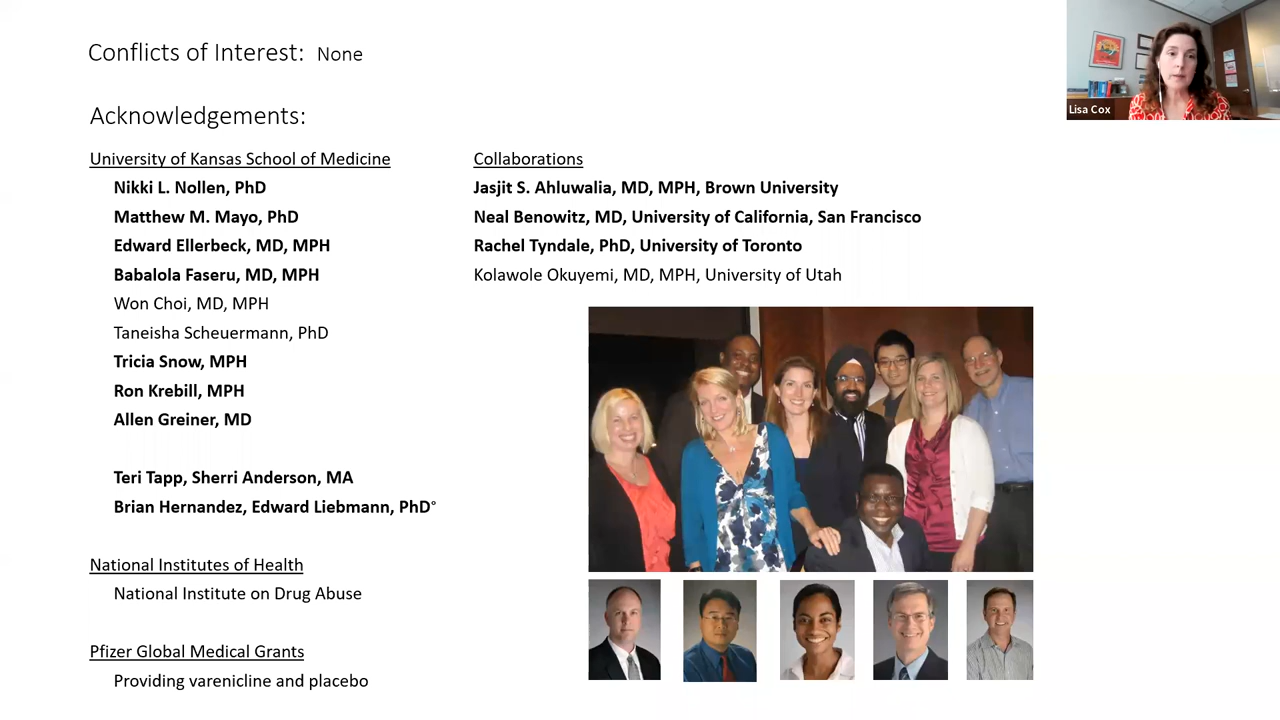 Conflicts of Interest: None
Acknowledgements:
University of Kansas School of Medicine
Nikki L. Nollen, PhD
Matthew M. Mayo, PhD
Edward Ellerbeck, MD, MPH
Babalola Faseru, MD, MPH
Won Choi, MD, MPH
Taneisha Scheuermann, PhD
Tricia Snow, MPH
Ron Krebill, MPH
Allen Greiner, MD
Teri Tapp, Sherri Anderson, MA
Brian Hernandez, Edward Liebmann, PhD°
National Institutes of Health
National Institute on Drug Abuse
Pfizer Global Medical Grants
Providing varenicline and placebo
Collaborations
Jasjit S. Ahluwalia, MD, MPH, Brown University
Neal Benowitz, MD, University of California, San Francisco
Rachel Tyndale, PhD, University of Toronto
Kolawole Okuyemi, MD, MPH, University of Utah
Lisa Cox